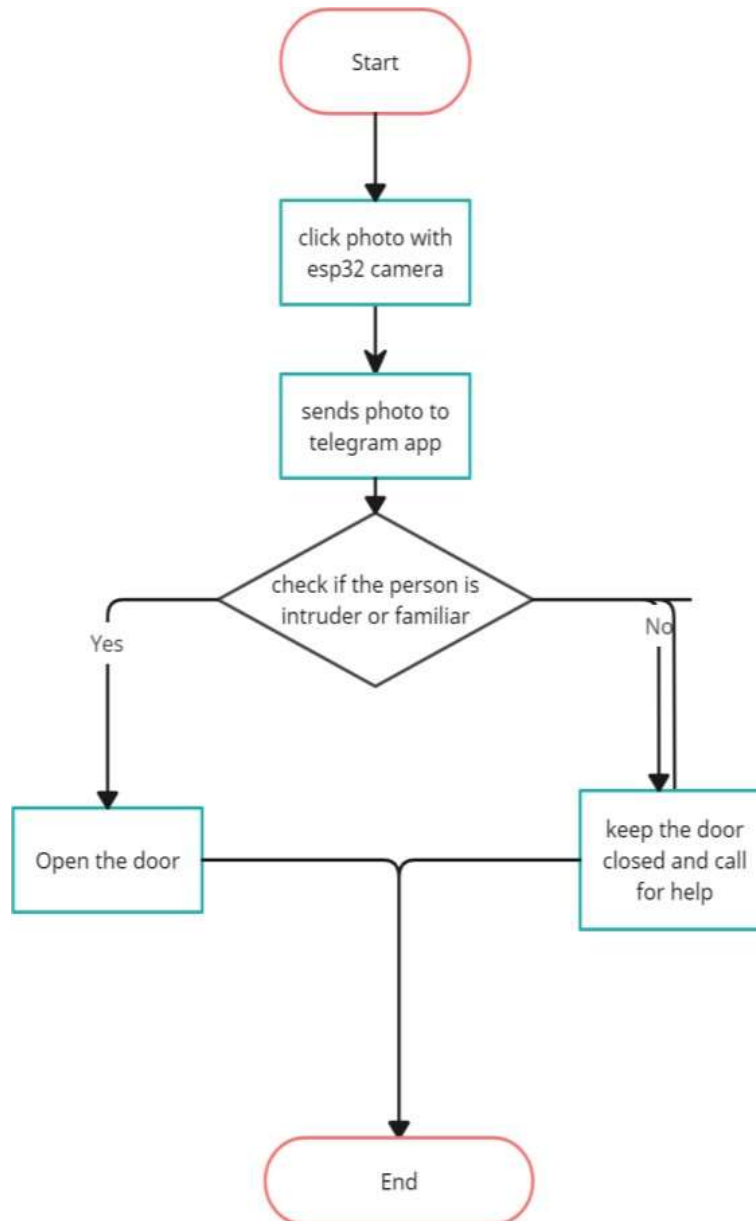 Start
click photo with
esp32 camera
sends photo to
telegram app
check if the person is
intruder or familiar
Yes
No
Open the door
keep the door
closed and call
for help
End